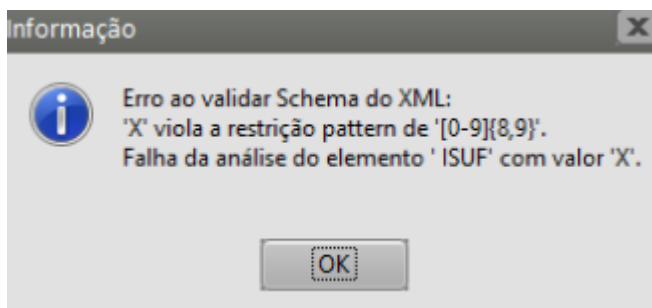 Informação
Erro ao validar Schema do XML:
'X' viola a restrição pattern de '[0-9]{8,9}'.
Falha da análise do elemento ' ISUF' com valor 'X'.
OK